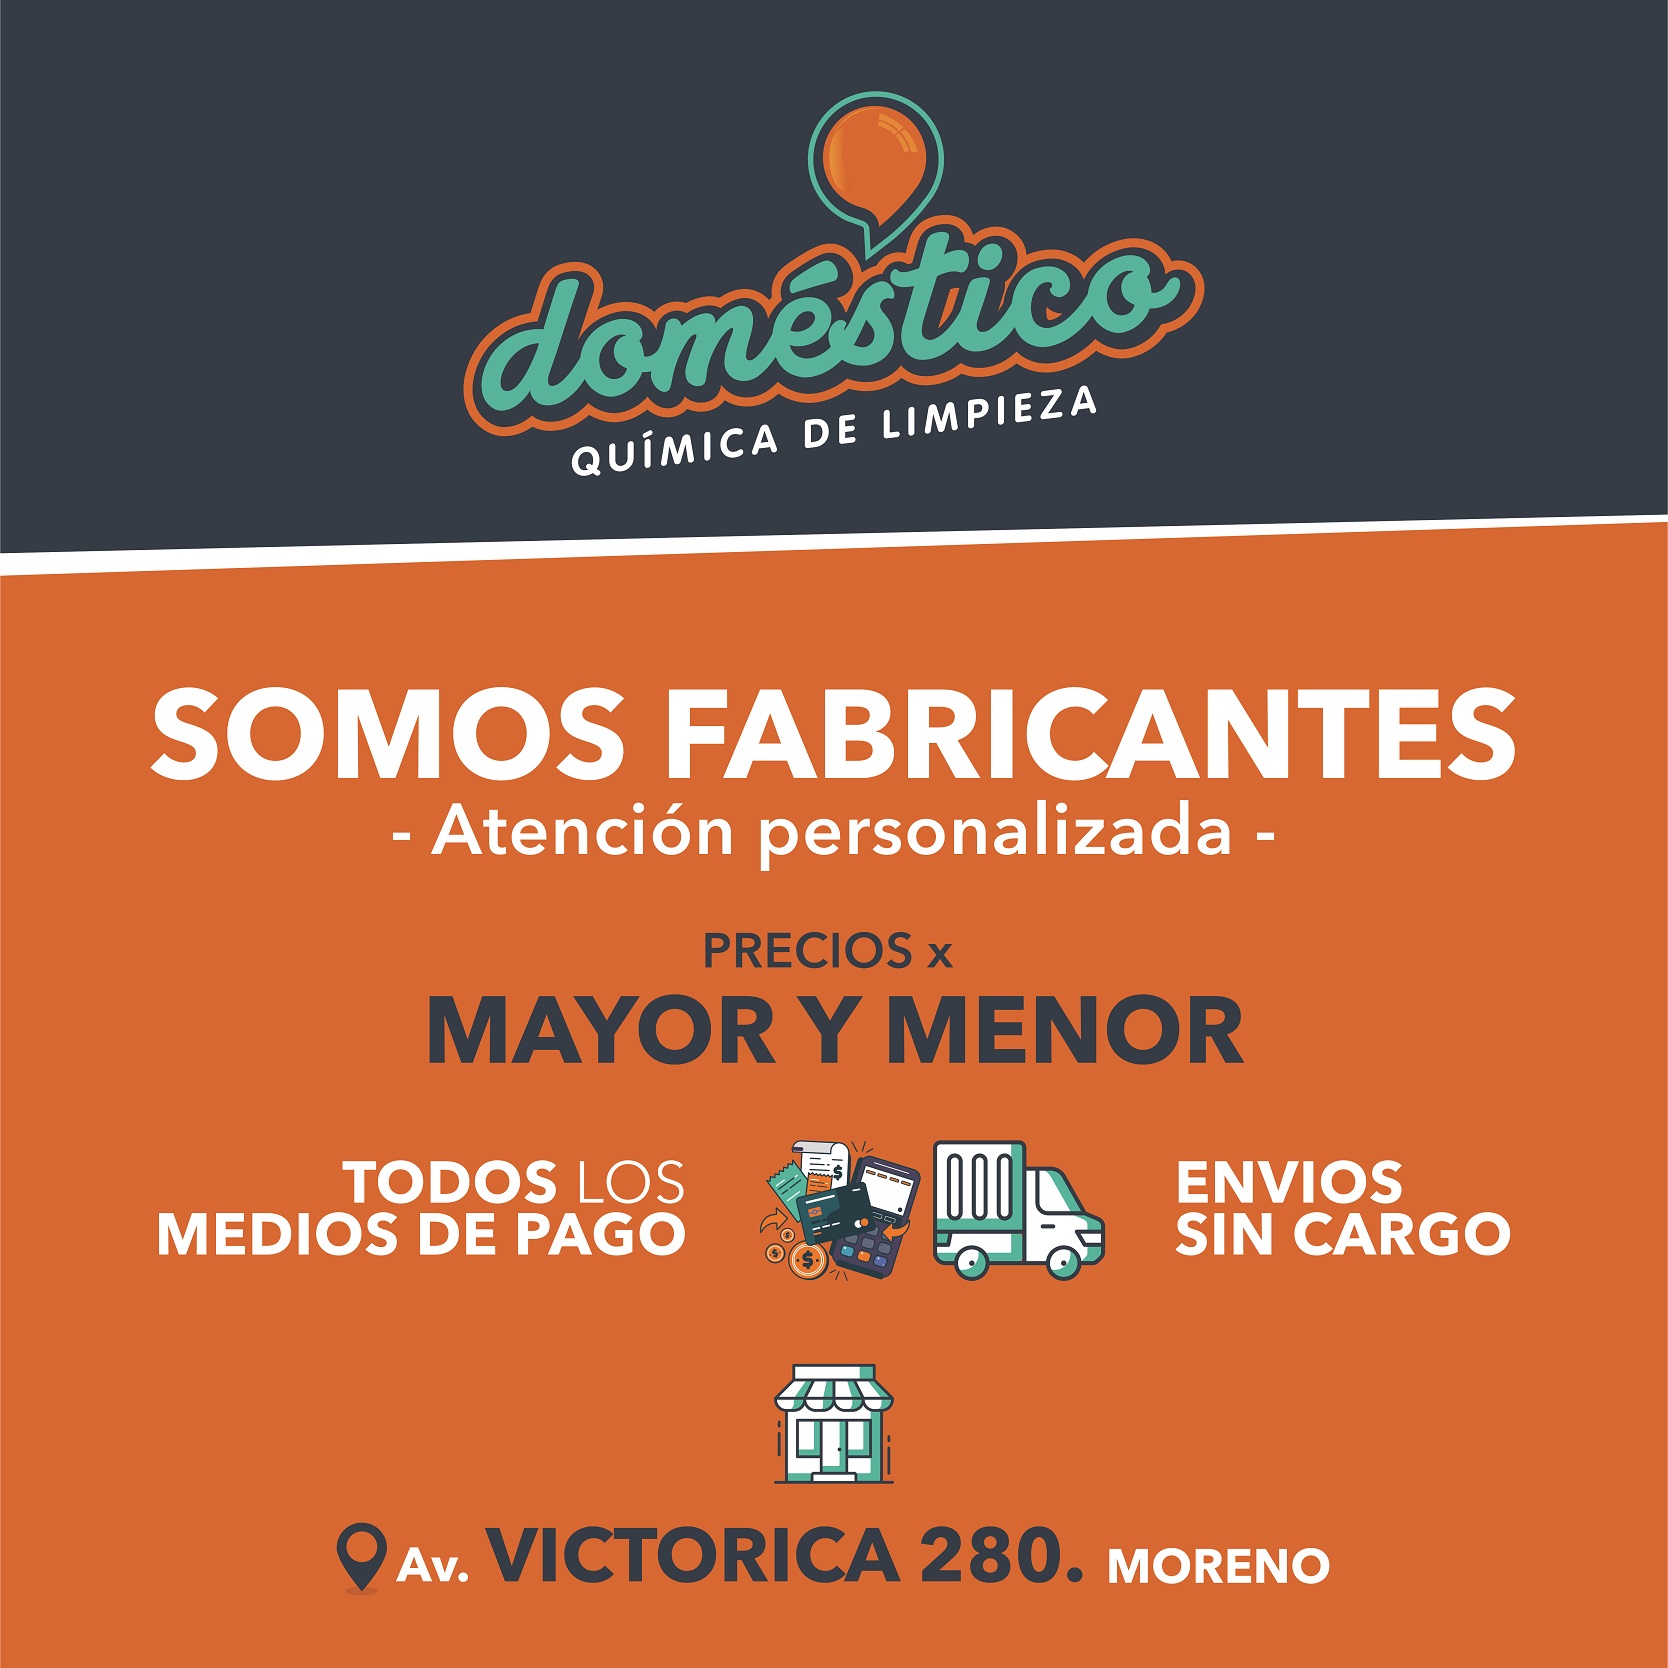 doméstico
QUÍMICA DE LIMPIEZA
SOMOS FABRICANTES
- Atención personalizada -
PRECIOS x
MAYOR Y MENOR
TODOS LOS
MEDIOS DE PAGO
ENVIOS
SIN CARGO
Av. VICTORICA 280. MORENO